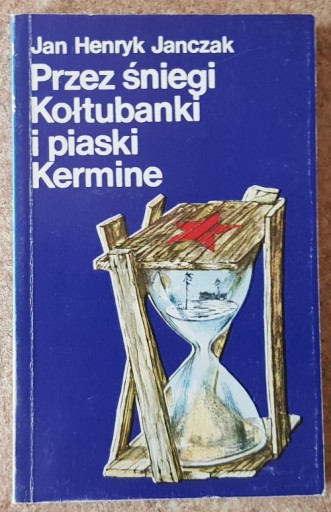 Jan Henryk Janczak
Przez śniegi
Kołtubanki
i piaski
Kermine